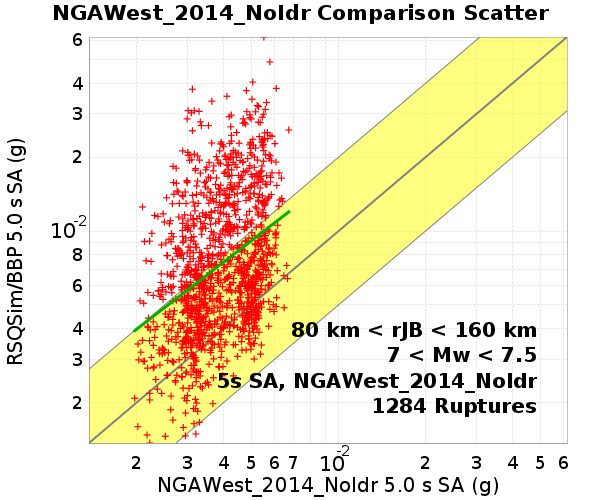 NGAWest_2014_NoIdr Comparison Scatter
RSQSim/BBP 5.0 s SA (g)
6
4
3
2
10-2
8
6
4
3
2
80 km < rJB < 160 km
7 < Mw < 7.5
5s SA, NGAWest_2014_NoIdr
1284 Ruptures
2 3 4 5 6 7 10-2 2 3 4 5 6
NGAWest_2014_NoIdr 5.0 s SA (g)